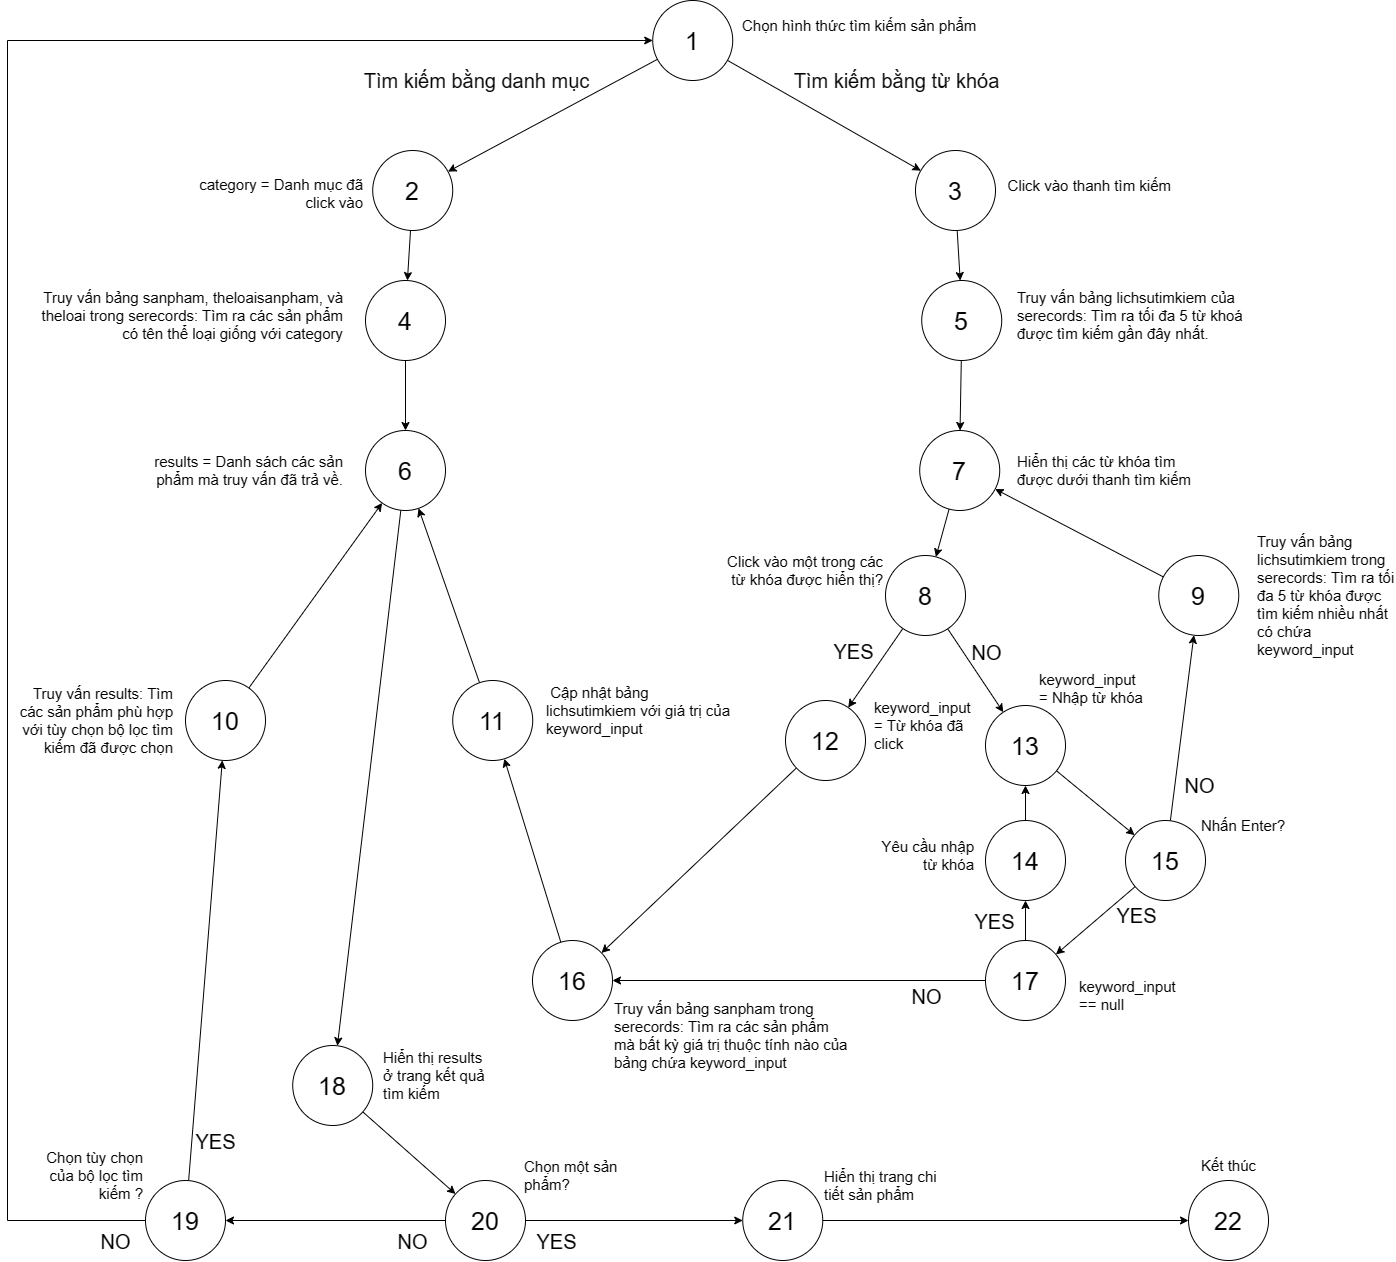 1
Chọn hình thức tìm kiếm sản phẩm
Tìm kiếm bằng danh mục
Tìm kiếm bằng từ khóa
2
category = Danh mục đã
click vào
3
Click vào thanh tìm kiếm
4
Truy vấn bảng sanpham, theloaisanpham, và
theloai trong serecords: Tìm ra các sản phẩm
có tên thể loại giống với category
5
Truy vấn bảng lichsutimkiem của
serecords: Tìm ra tối đa 5 từ khoá
được tìm kiếm gần đây nhất.
6
results = Danh sách các sản
phẩm mà truy vấn đã trả về.
7
Hiển thị các từ khóa tìm
được dưới thanh tìm kiếm
Click vào một trong các
từ khóa được hiển thị?
8
9
Truy vấn bảng
lichsutimkiem trong
serecords: Tìm ra tối
đa 5 từ khóa được
tìm kiếm nhiều nhất
có chứa
keyword_input
YES
NO
Truy vấn results: Tìm
các sản phẩm phù hợp
với tùy chọn bộ lọc tìm
kiếm đã được chọn
10
11
Cập nhật bảng
lichsutimkiem với giá trị của
keyword_input
12
keyword_input
= Từ khóa đã
click
keyword_input
= Nhập từ khóa
13
NO
Nhấn Enter?
Yêu cầu nhập
từ khóa
14
15
YES
YES
16
NO
17
keyword_input
== null
Truy vấn bảng sanpham trong
serecords: Tìm ra các sản phẩm
mà bất kỳ giá trị thuộc tính nào của
bảng chứa keyword_input
18
Hiển thị results
ở trang kết quả
tìm kiếm
YES
Chọn tùy chọn
của bộ lọc tìm
kiếm ?
19
NO
NO
20
Chọn một sản
phẩm?
YES
21
Hiển thị trang chi
tiết sản phẩm
Kết thúc
22